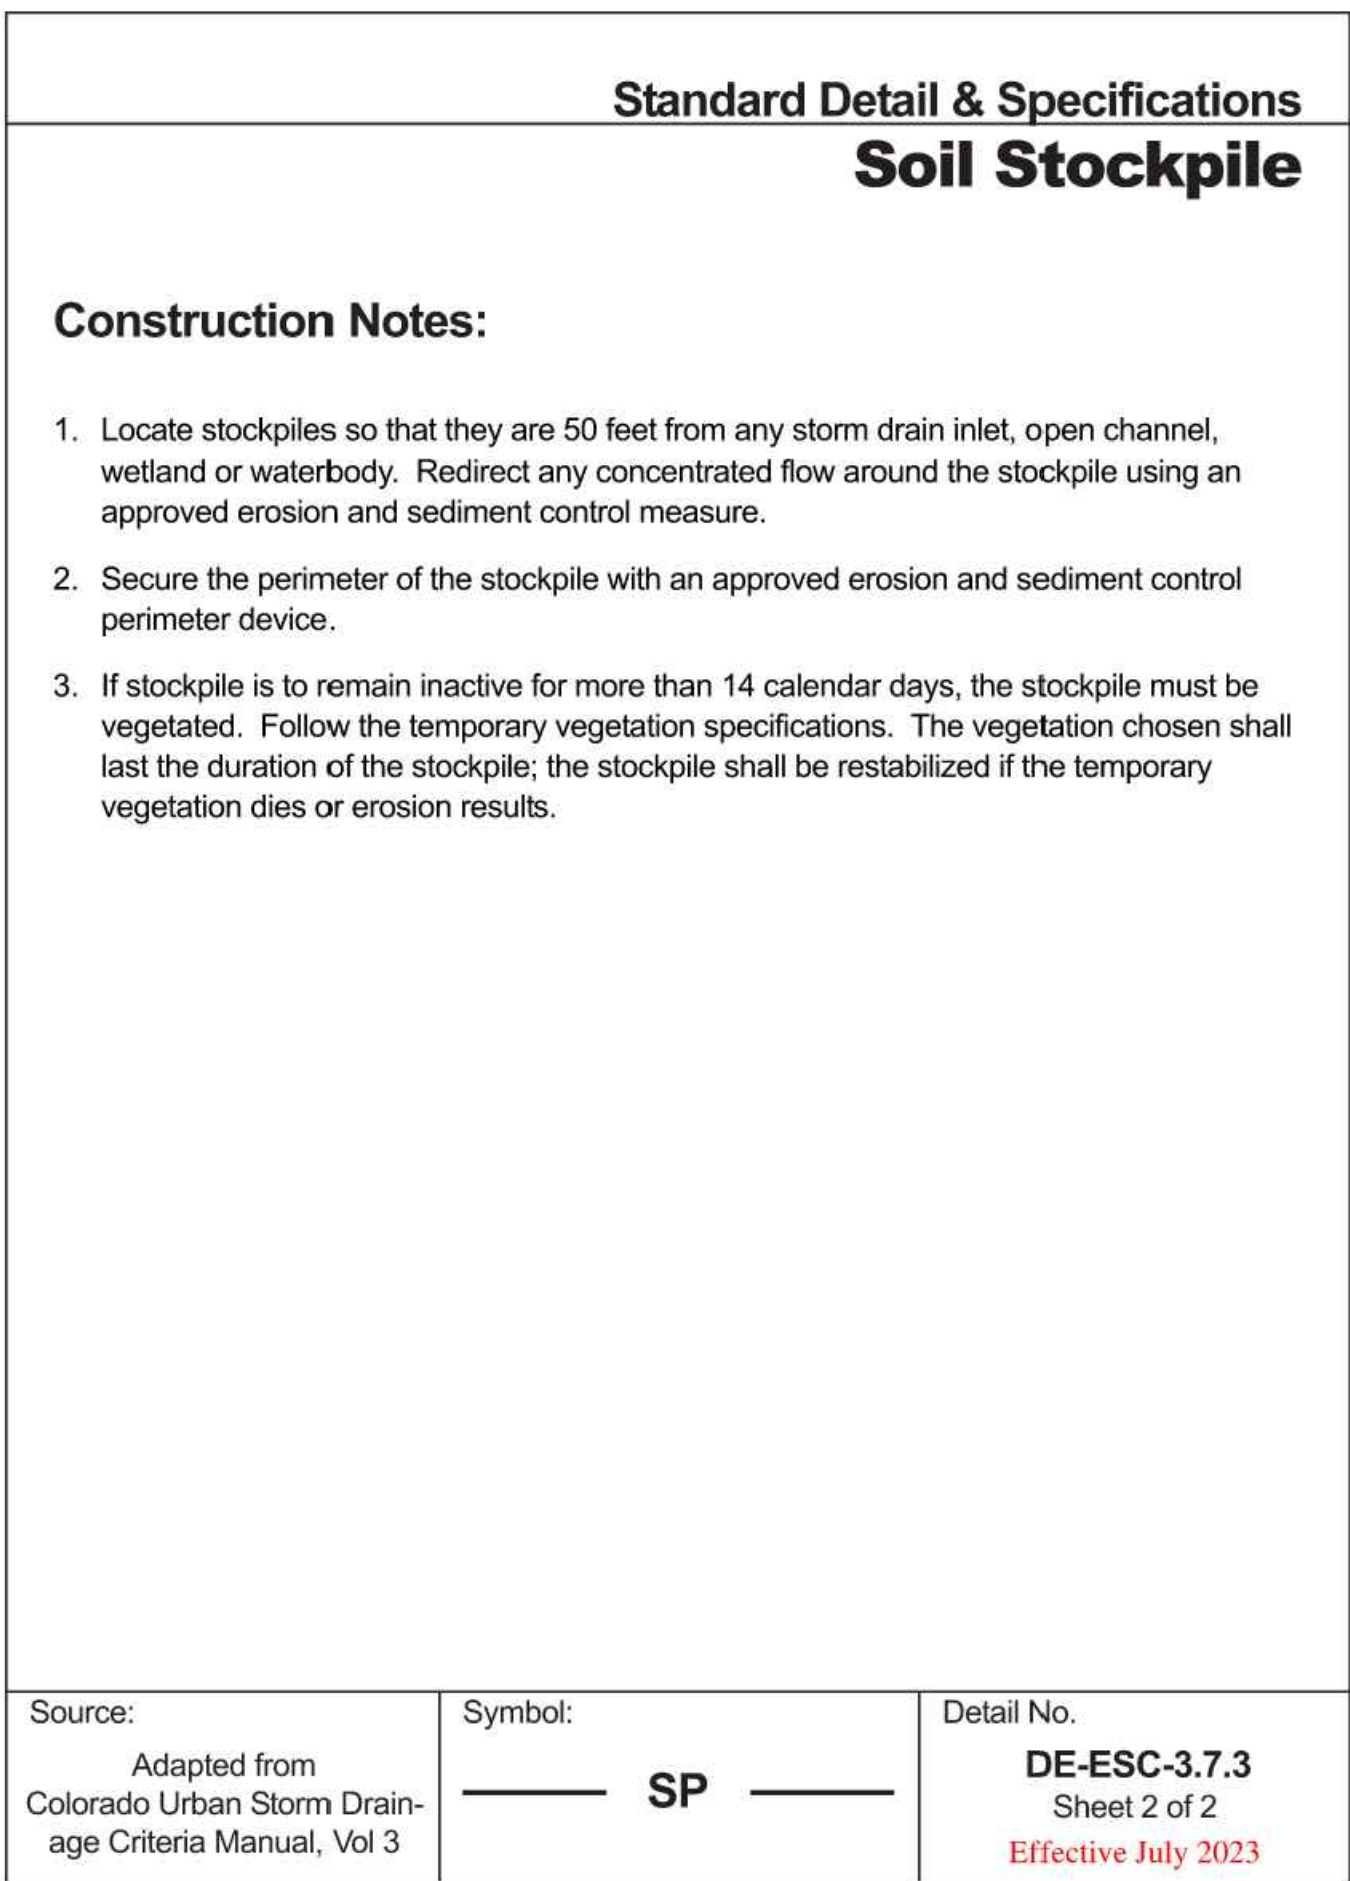 Standard Detail & Specifications
Soil Stockpile
Construction Notes:
1. Locate stockpiles so that they are 50 feet from any storm drain inlet, open channel,
wetland or waterbody. Redirect any concentrated flow around the stockpile using an
approved erosion and sediment control measure.
2. Secure the perimeter of the stockpile with an approved erosion and sediment control
perimeter device.
3. If stockpile is to remain inactive for more than 14 calendar days, the stockpile must be
vegetated. Follow the temporary vegetation specifications. The vegetation chosen shall
last the duration of the stockpile; the stockpile shall be restabilized if the temporary
vegetation dies or erosion results.
Source:
Adapted from
Colorado Urban Storm Drain-
age Criteria Manual, Vol 3
Symbol:
SP
Detail No.
DE-ESC-3.7.3
Sheet 2 of 2
Effective July 2023